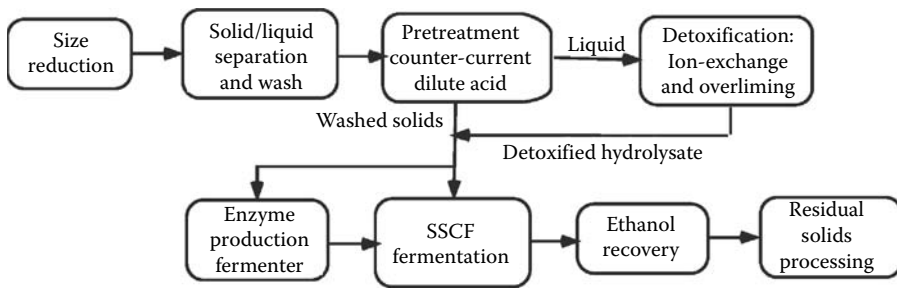 Size
reduction
Solid/liquid
separation
and wash
Pretreatment
counter-current
dilute acid
Liquid
Detoxification:
Ion-exchange
and overliming
Washed solids
Detoxified hydrolysate
Enzyme
production
fermenter
SSCF
fermentation
Ethanol
recovery
Residual
solids
processing